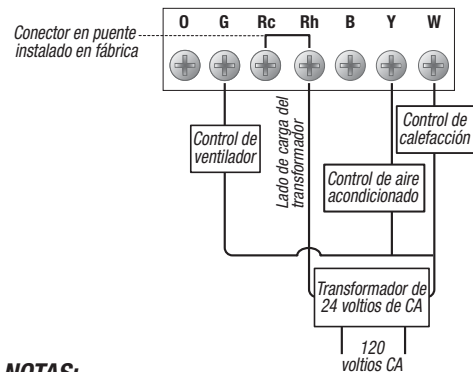 O G Rc Rh B Y W
Conector en puente
instalado en fábrica
Control de
ventilador
Lado de carga del
transformador
Control de aire
acondicionado
Control de
calefacción
Transformador de
24 voltios de CA
120
voltios CA
NOTAS: